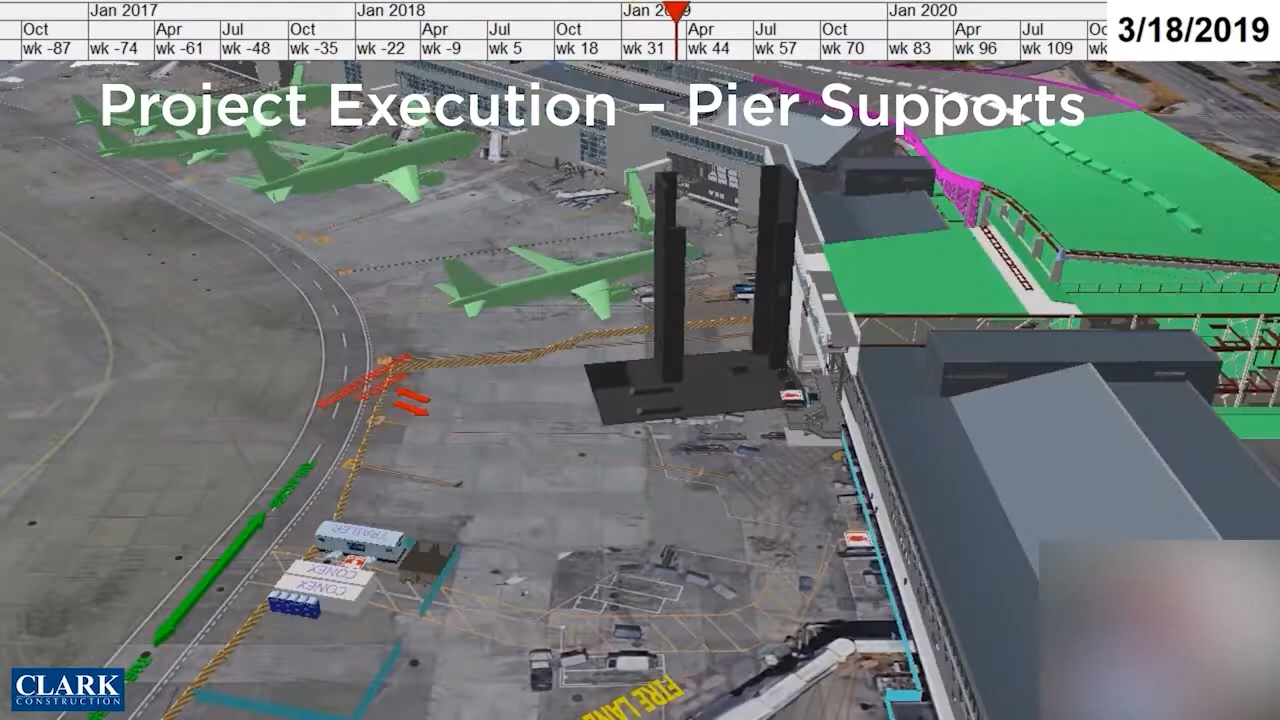 Jan 2017 Jan 2018 Jan 2019 Jan 2020
Oct Apr Jul Oct Apr Jul Oct Apr Jul Oct Apr Jul
wk -87 wk -74 wk -61 wk -48 wk -35 wk -22 wk -9 wk 5 wk 18 wk 31 wk 44 wk 57 wk 70 wk 83 wk 96 wk 109 wk
3/18/2019
Project Execution – Pier Supports
TRAILER
CONEX
CONEX
FIRE LANE
CLARK
CONSTRUCTION